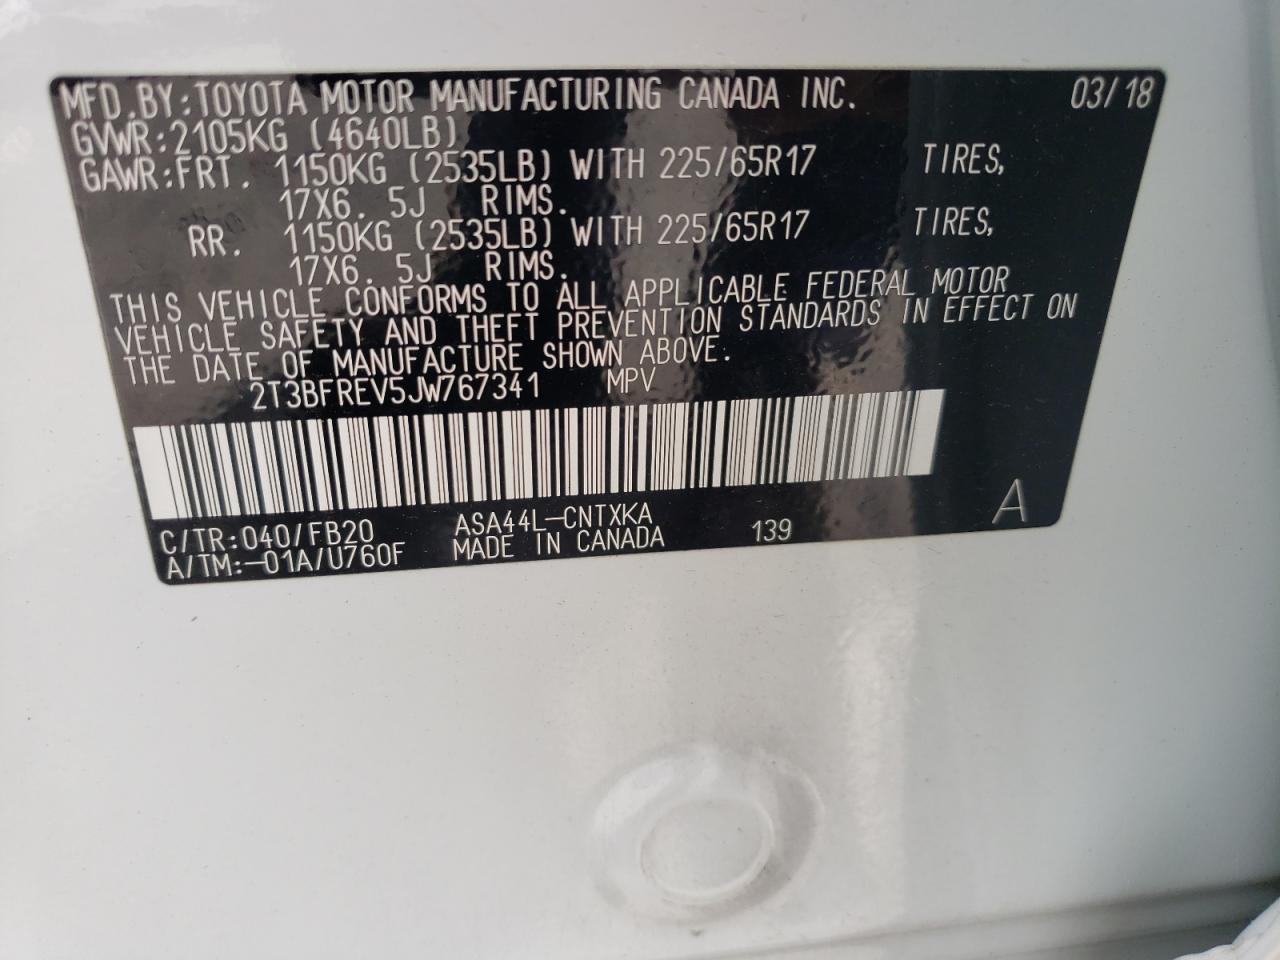 MFD.BY:TOYOTA MOTOR MANUFACTURING CANADA INC. 03/18
GVWR:2105KG (4640LB)
GAWR:FRT. 1150KG (2535LB) WITH 225/65R17 TIRES,
17X6.5J RIMS.
RR. 1150KG (2535LB) WITH 225/65R17 TIRES,
17X6.5J RIMS.
THIS VEHICLE CONFORMS TO ALL APPLICABLE FEDERAL MOTOR
VEHICLE SAFETY AND THEFT PREVENTION STANDARDS IN EFFECT ON
THE DATE OF MANUFACTURE SHOWN ABOVE.
2T3BFREV5JW767341 MPV
C/TR:040/FB20 ASA44L-CNTXKA 139 A
A/TM:-01A/U760F MADE IN CANADA